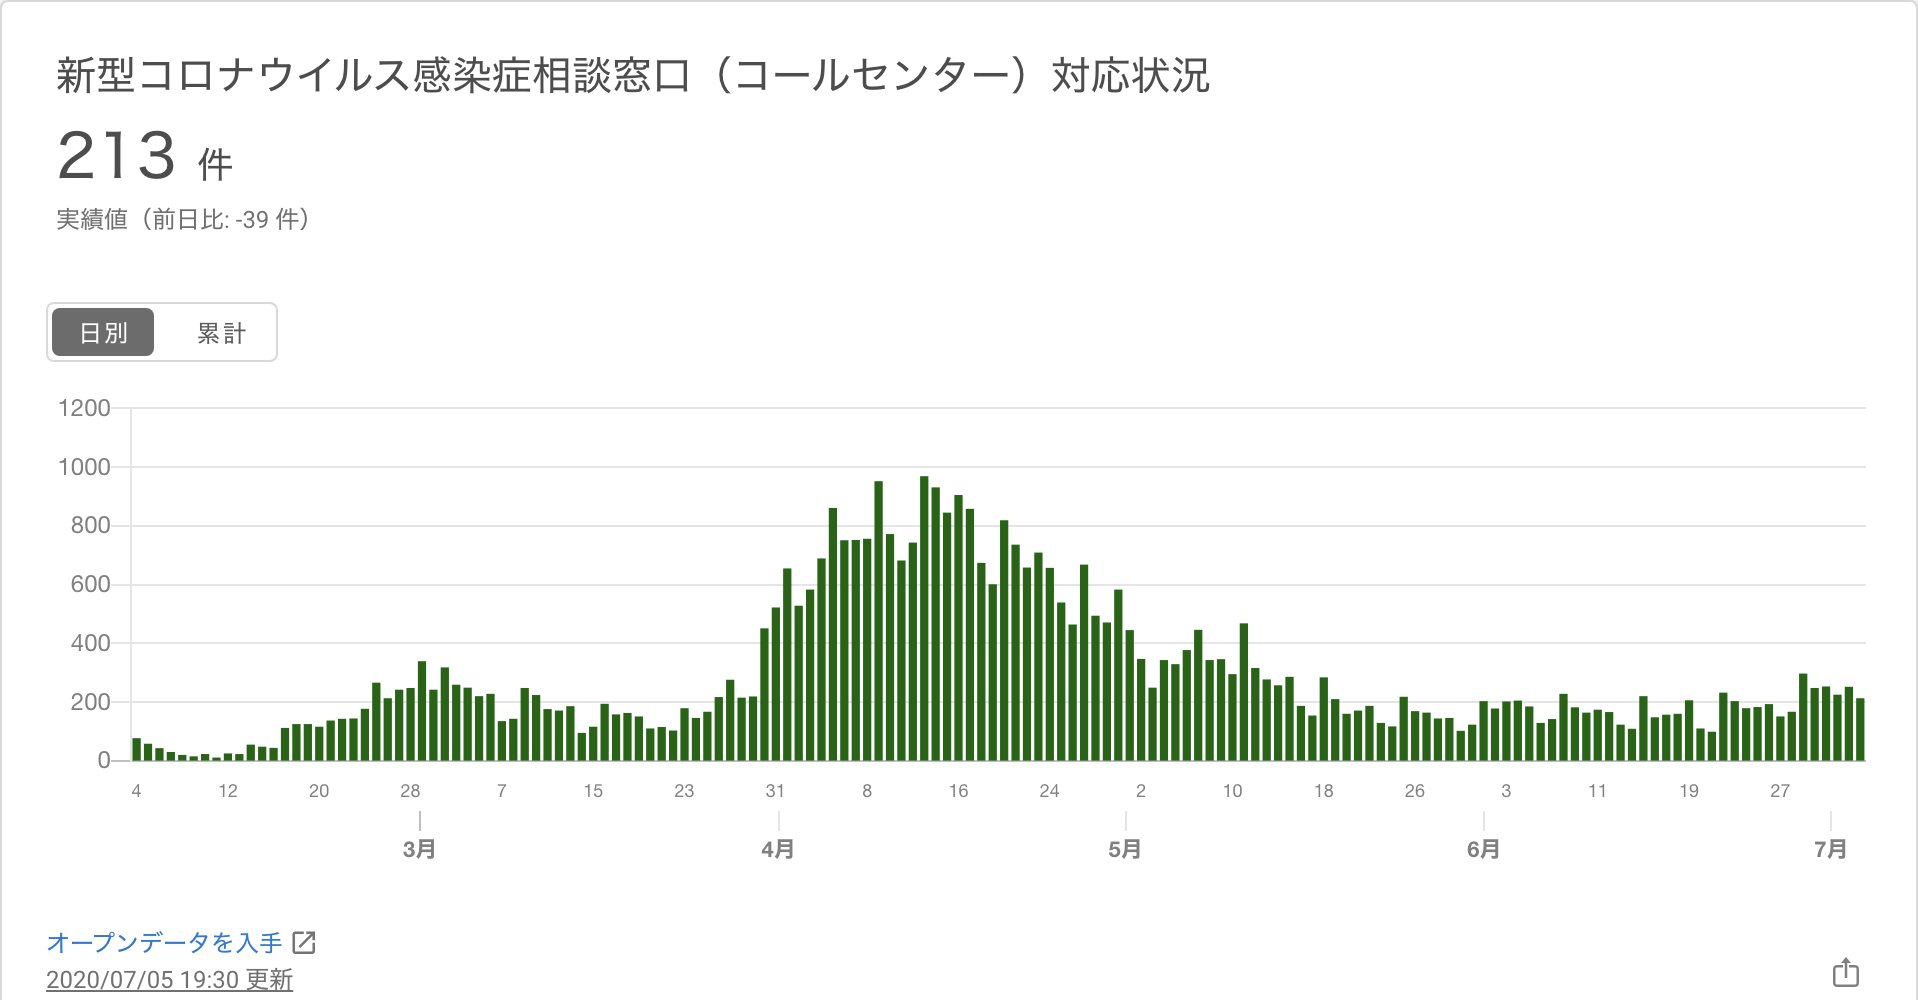 新型コロナウイルス感染症相談窓口（コールセンター）対応状況
213 件
実績値（前日比: -39 件）
日別 累計
1200
1000
800
600
400
200
0
4 12 20 28 7 15 23 31 8 16 24 2 10 18 26 3 11 19 27
3月 4月 5月 6月 7月
オープンデータを入手
2020/07/05 19:30 更新